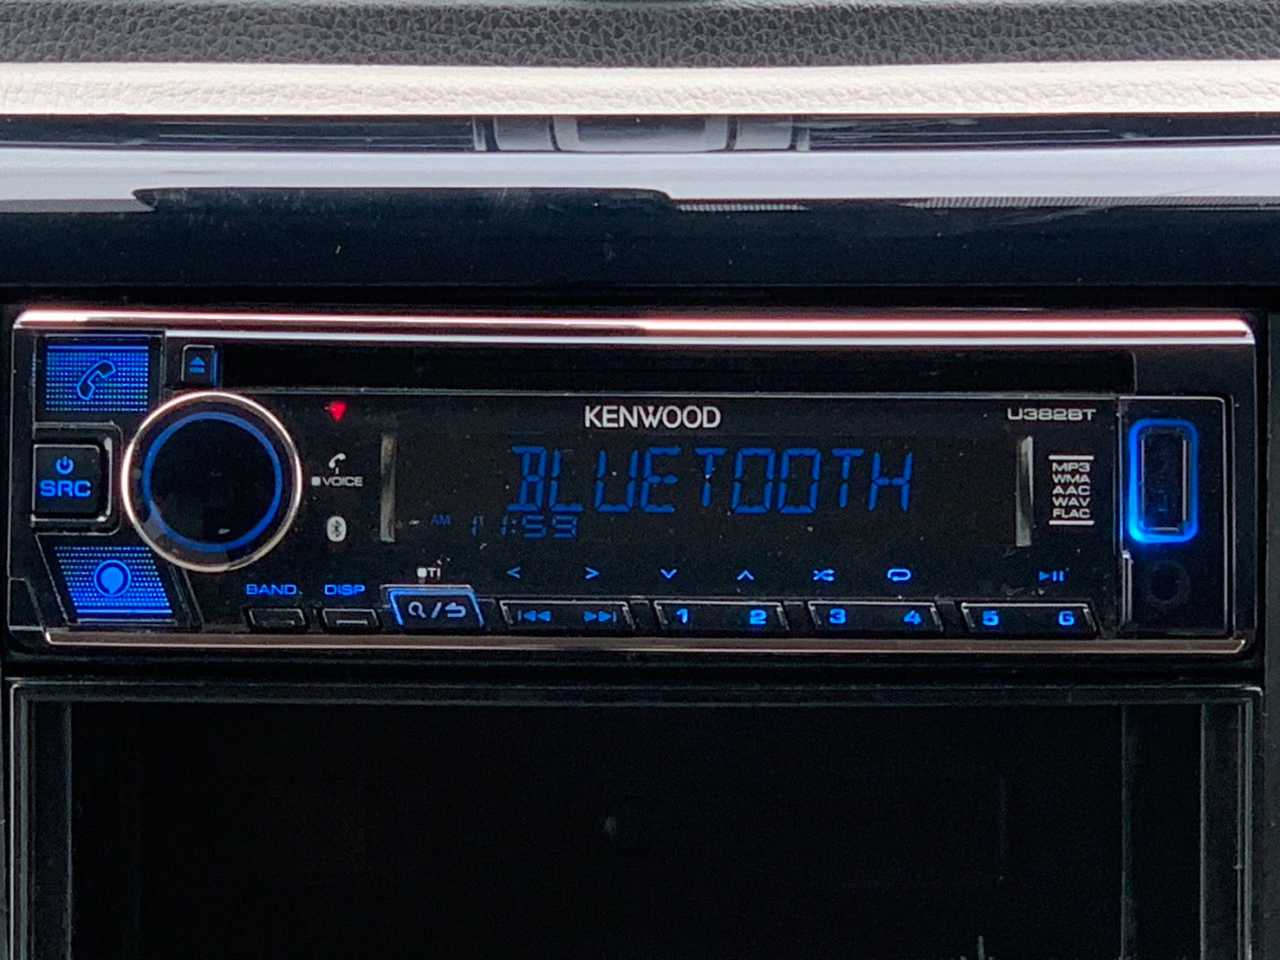 KENWOOD
U382BT
BLUETOOTH
AM 11:59
SRC
VOICE
MP3
WMA
AAC
WAV
FLAC
TI
BAND
DISP
1
2
3
4
5
6